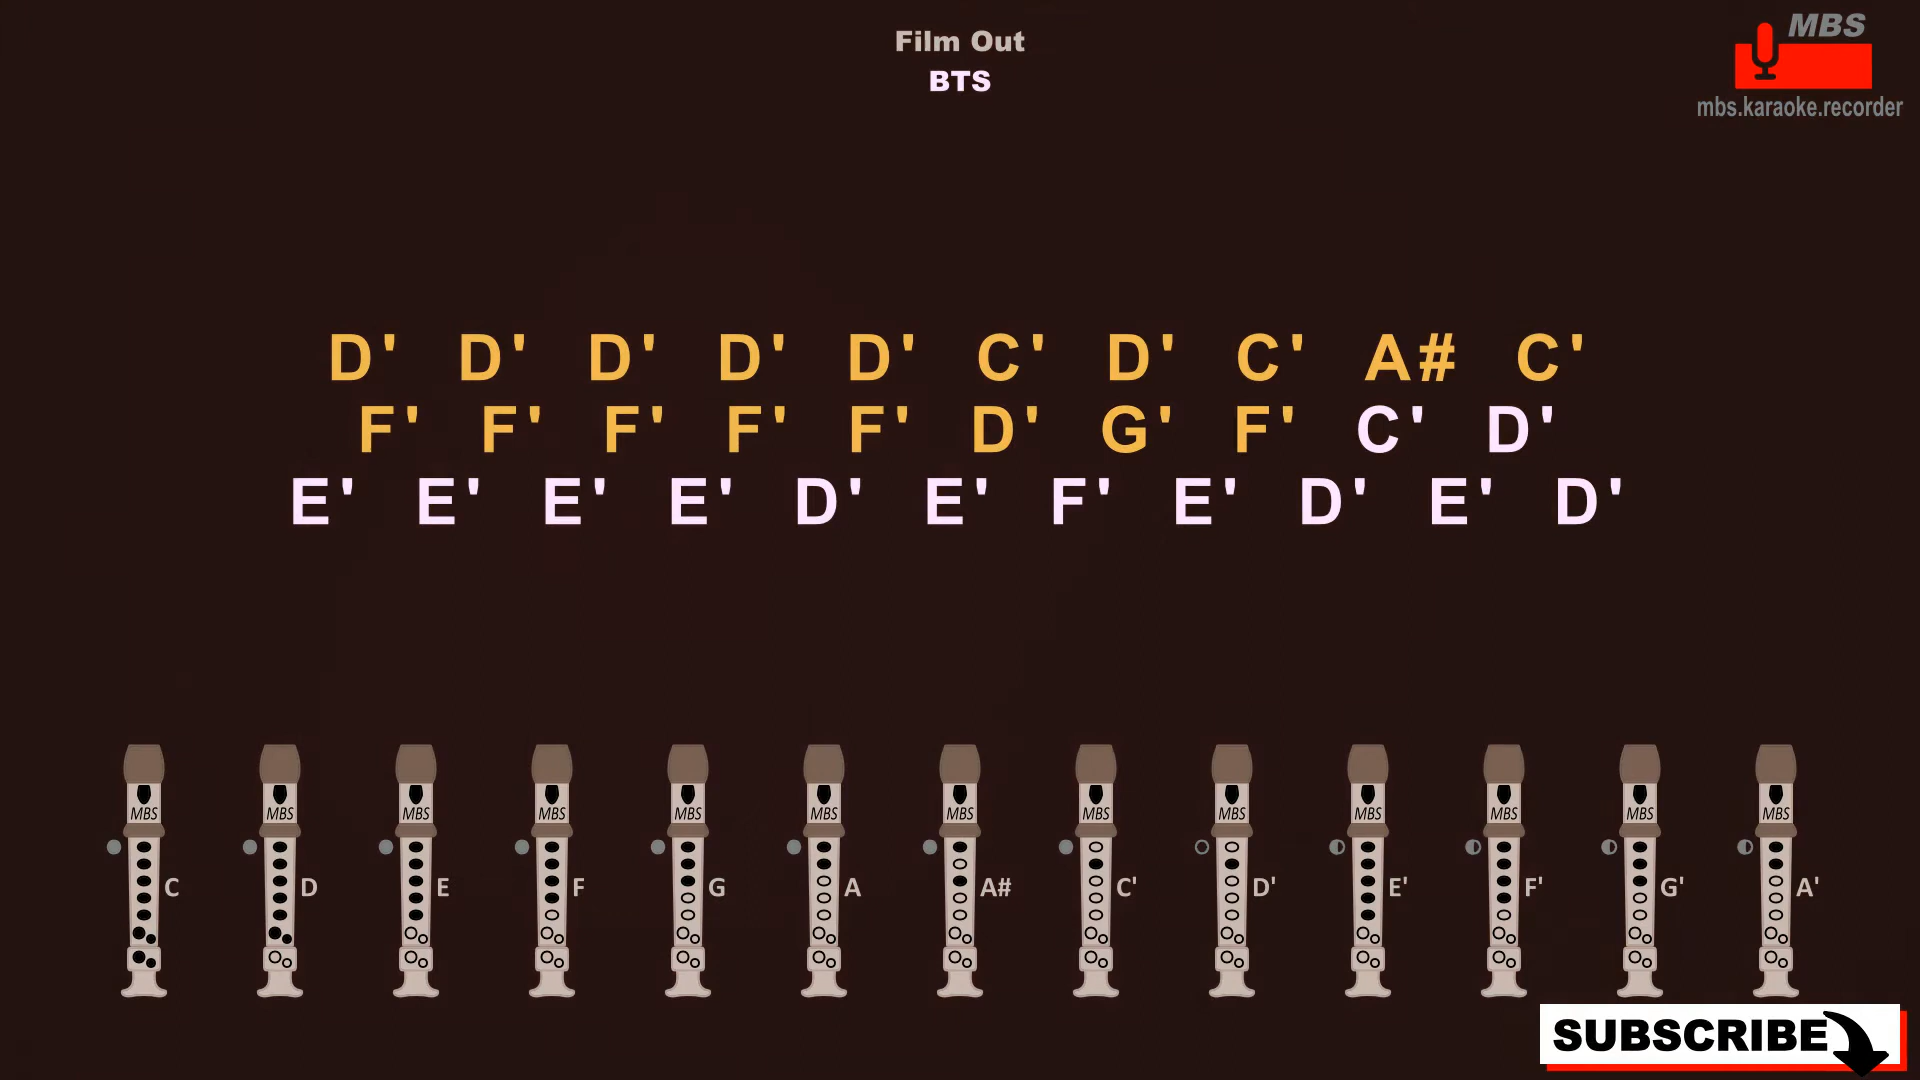 Film Out
BTS
MBS
mbs.karaoke.recorder
D' D' D' D' D' C' D' C' A# C'
F' F' F' F' F' D' G' F' C' D'
E' E' E' E' D' E' F' E' D' E' D'
MBS MBS MBS MBS MBS MBS MBS MBS MBS MBS MBS MBS MBS
C D E F G A A# C' D' E' F' G' A'
SUBSCRIBE